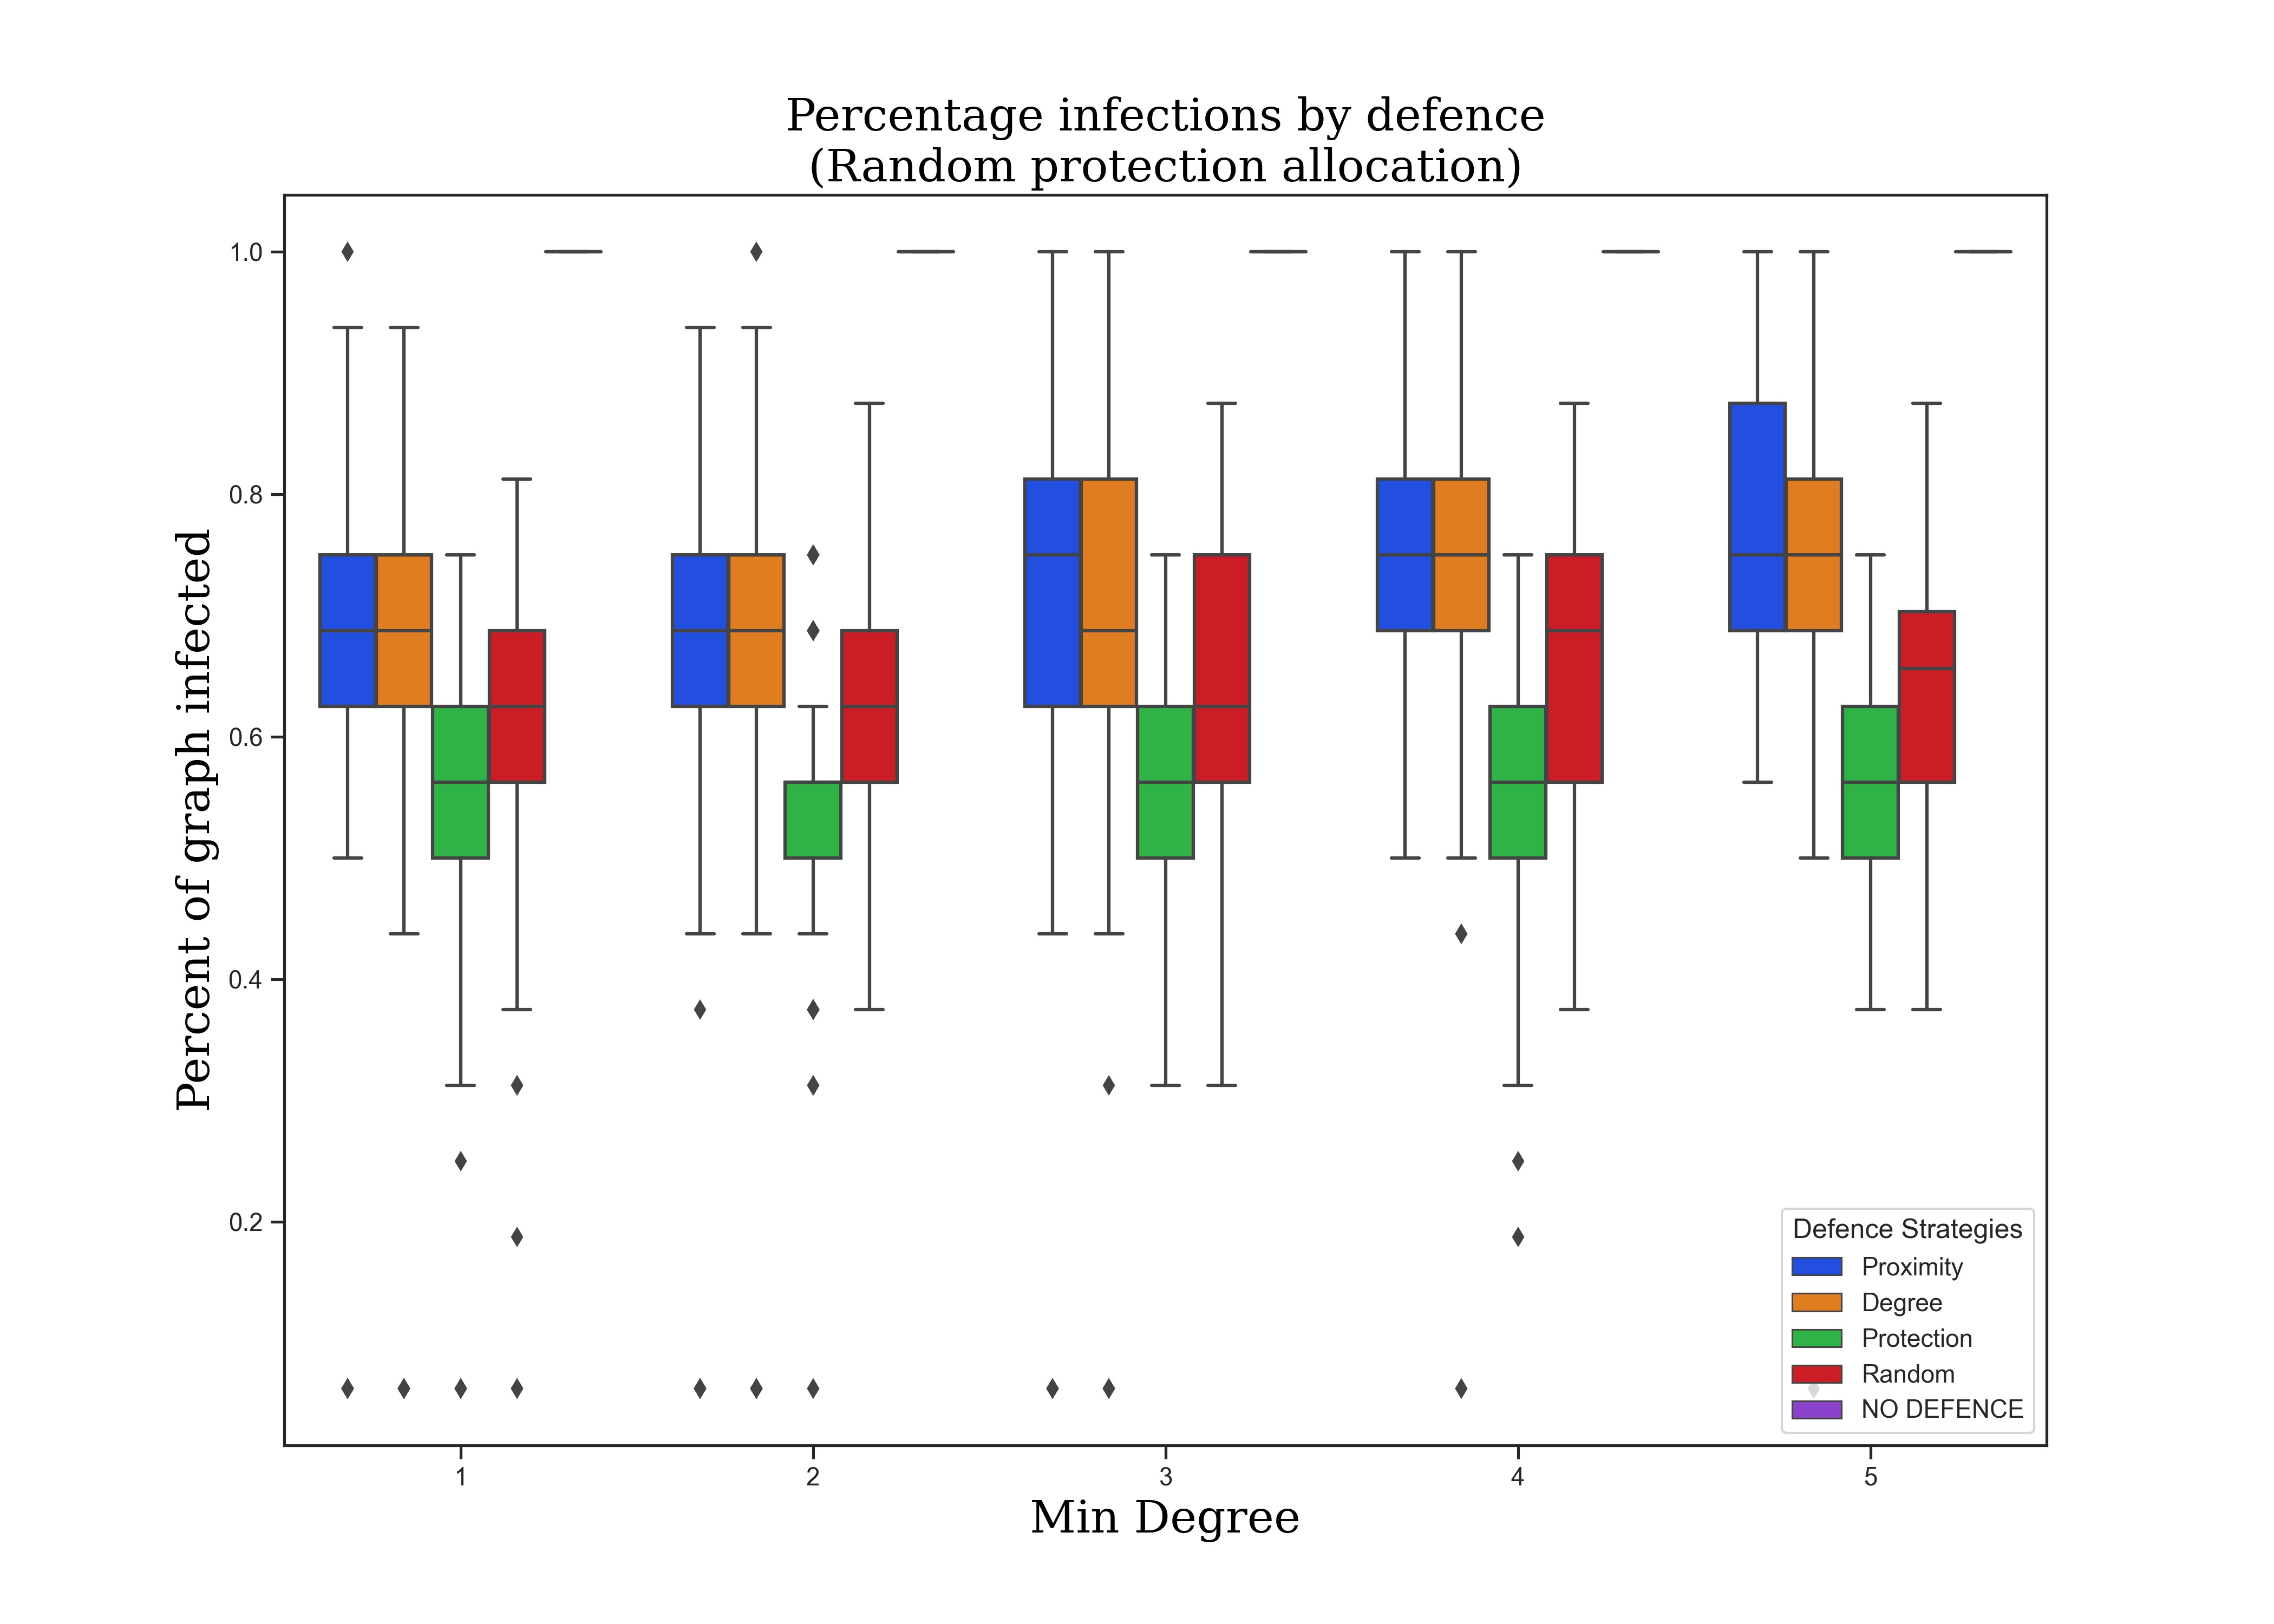 Percentage infections by defence
(Random protection allocation)
Percent of graph infected
1.0
0.8
0.6
0.4
0.2
1
2
3
4
5
Min Degree
Defence Strategies
Proximity
Degree
Protection
Random
NO DEFENCE